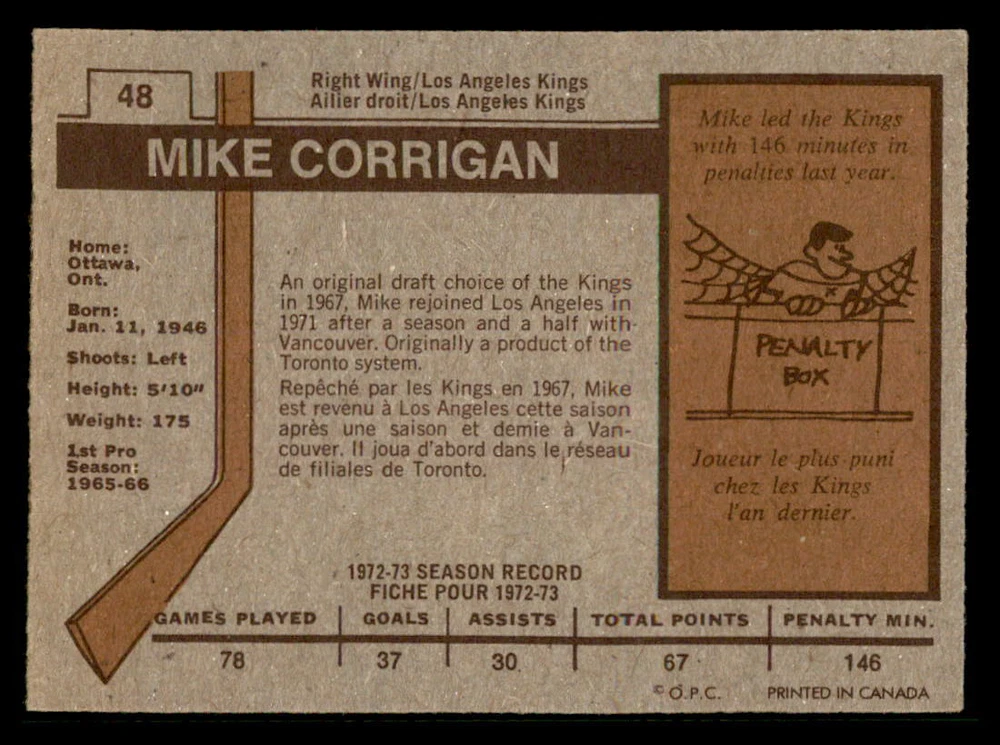 48
Right Wing/Los Angeles Kings
Ailier droit/Los Angeles Kings
MIKE CORRIGAN
Home:
Ottawa,
Ont.
Born:
Jan. 11, 1946
Shoots: Left
Height: 5'10"
Weight: 175
1st Pro
Season:
1965-66
An original draft choice of the Kings
in 1967, Mike rejoined Los Angeles in
1971 after a season and a half with
Vancouver. Originally a product of the
Toronto system.
Repêché par les Kings en 1967, Mike
est revenu à Los Angeles cette saison
après une saison et demie à Van-
couver. Il joua d'abord dans le réseau
de filiales de Toronto.
Mike led the Kings
with 146 minutes in
penalties last year.
PENALTY
BOX
Joueur le plus puni
chez les Kings
l'an dernier.
1972-73 SEASON RECORD
FICHE POUR 1972-73
GAMES PLAYED GOALS ASSISTS TOTAL POINTS PENALTY MIN.
78 37 30 67 146
© O.P.C. PRINTED IN CANADA